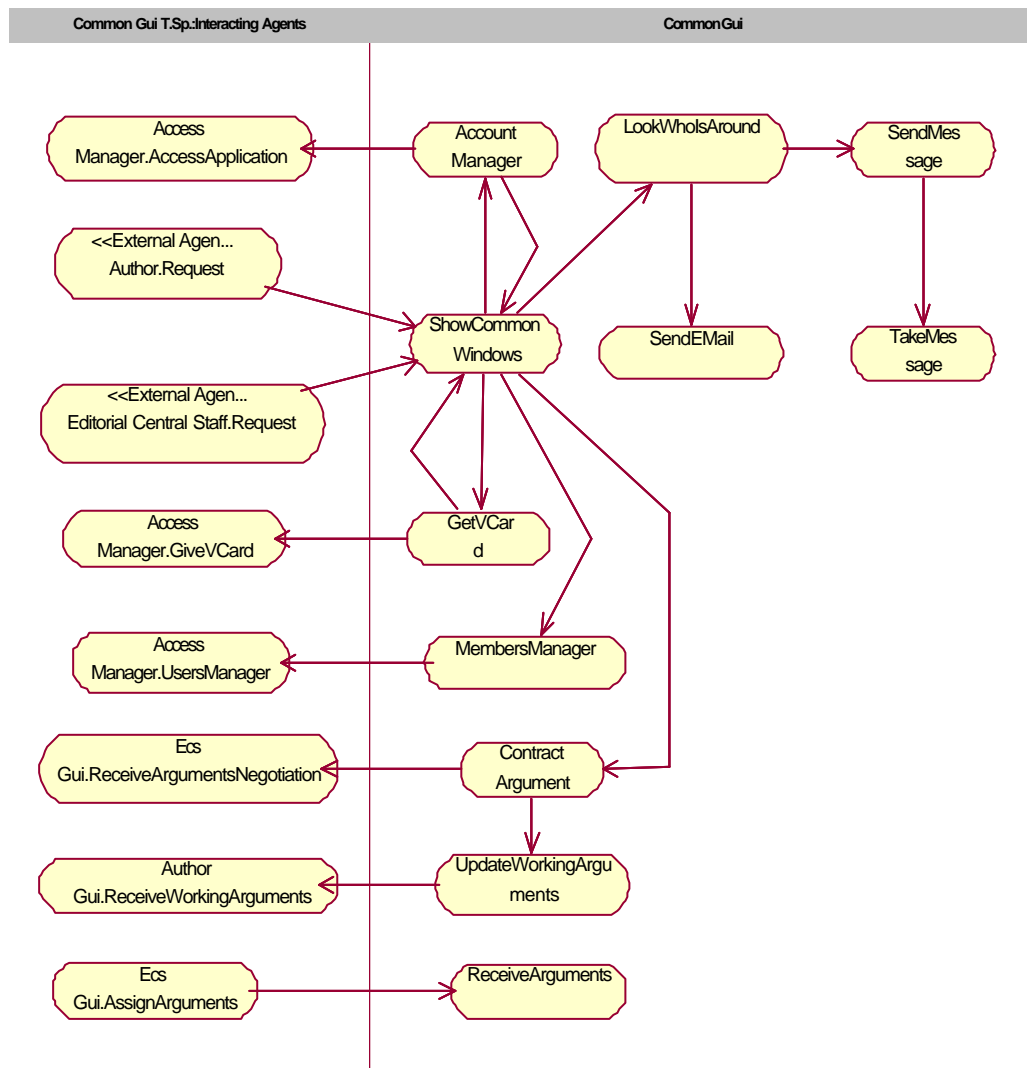 Common Gui T.Sp.:Interacting Agents
CommonGui
Access
Manager.AccessApplication
Account
Manager
LookWhoIsAround
SendMes
sage
<<External Agen...
Author.Request
ShowCommon
Windows
SendEMail
TakeMes
sage
<<External Agen...
Editorial Central Staff.Request
Access
Manager.GiveVCard
GetVCar
d
Access
Manager.UsersManager
MembersManager
Ecs
Gui.ReceiveArgumentsNegotiation
Contract
Argument
Author
Gui.ReceiveWorkingArguments
UpdateWorkingArgu
ments
Ecs
Gui.AssignArguments
ReceiveArguments